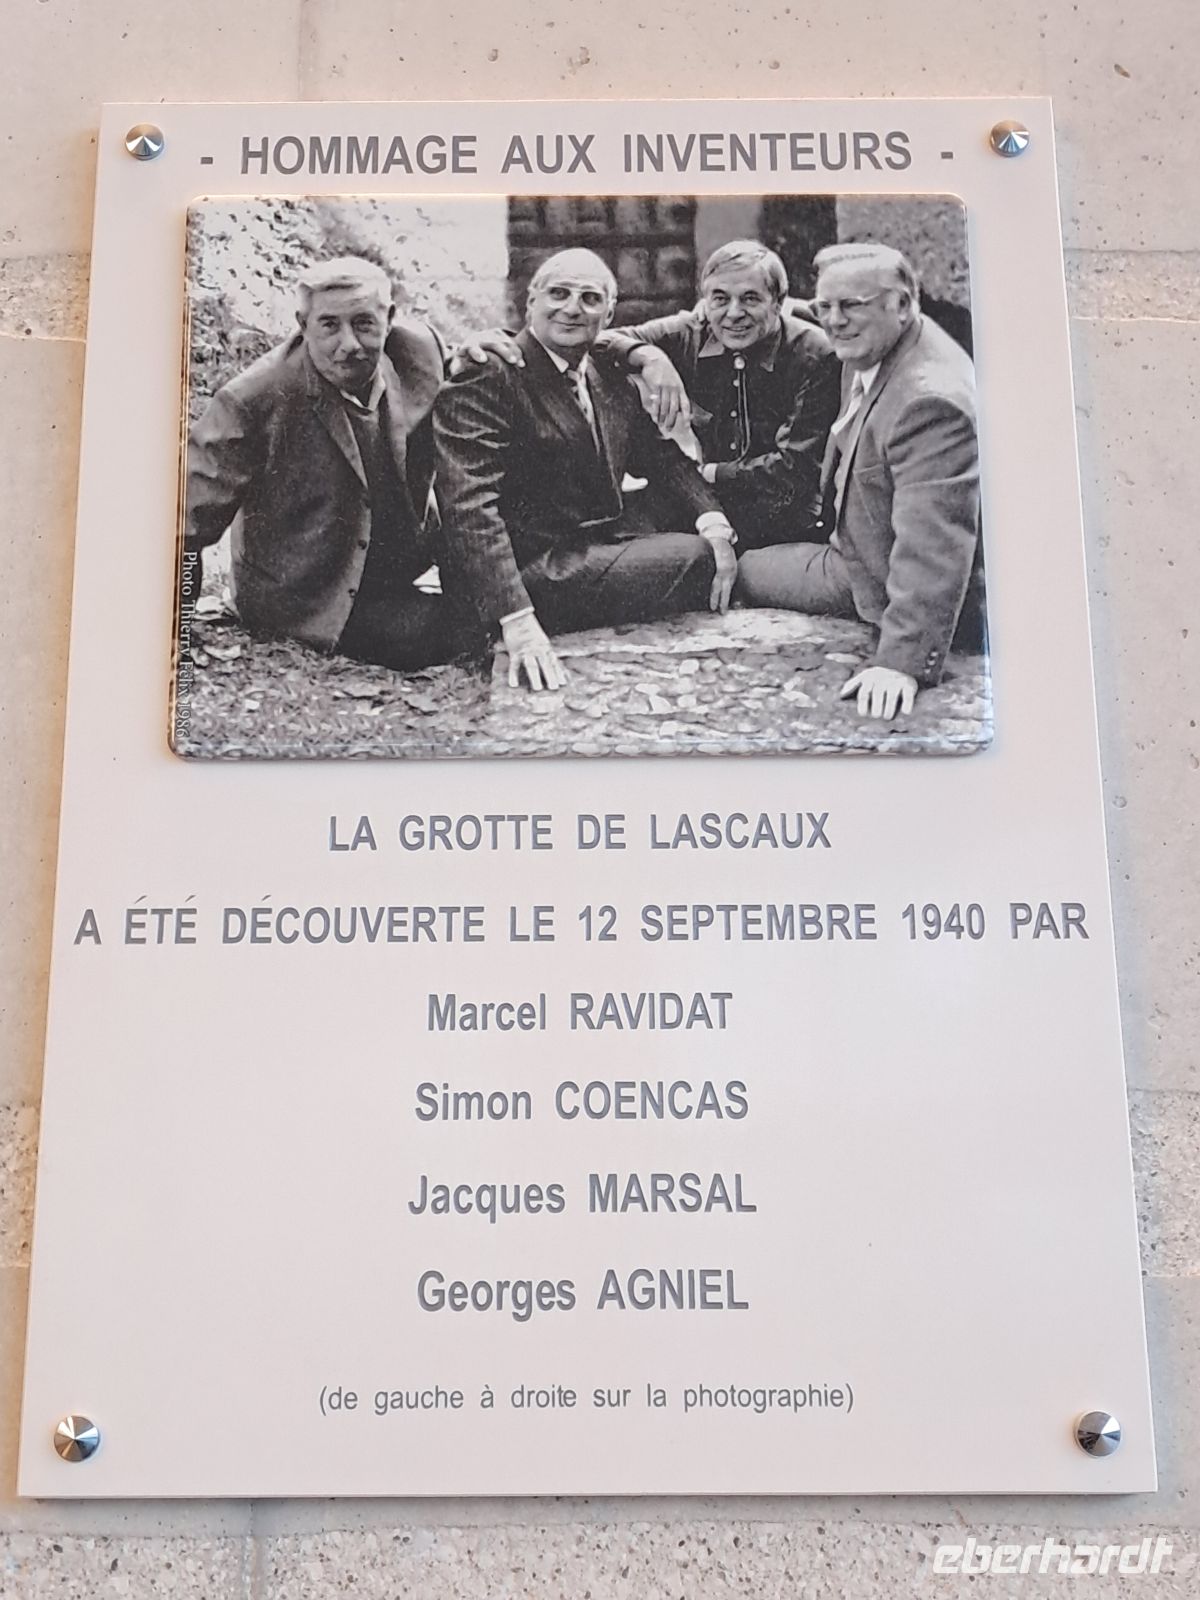 - HOMMAGE AUX INVENTEURS -
Photo Thierry Félix 1986
LA GROTTE DE LASCAUX
A ÉTÉ DÉCOUVERTE LE 12 SEPTEMBRE 1940 PAR
Marcel RAVIDAT
Simon COENCAS
Jacques MARSAL
Georges AGNIEL
(de gauche à droite sur la photographie)
eberhardt